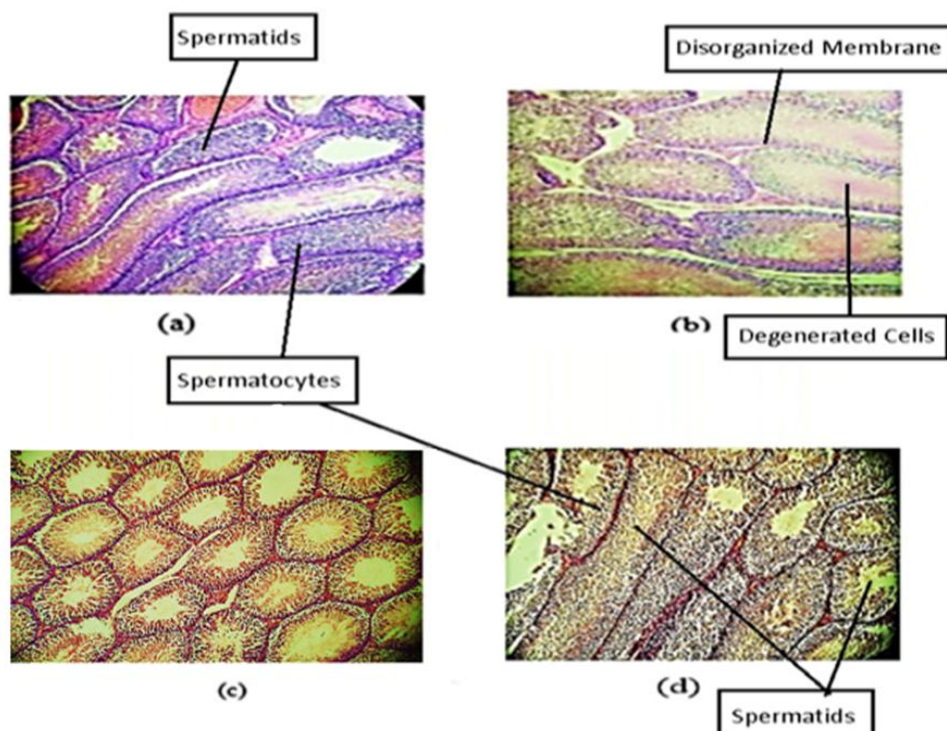 Spermatids
Disorganized Membrane
(a)
(b)
Degenerated Cells
Spermatocytes
(c)
(d)
Spermatids